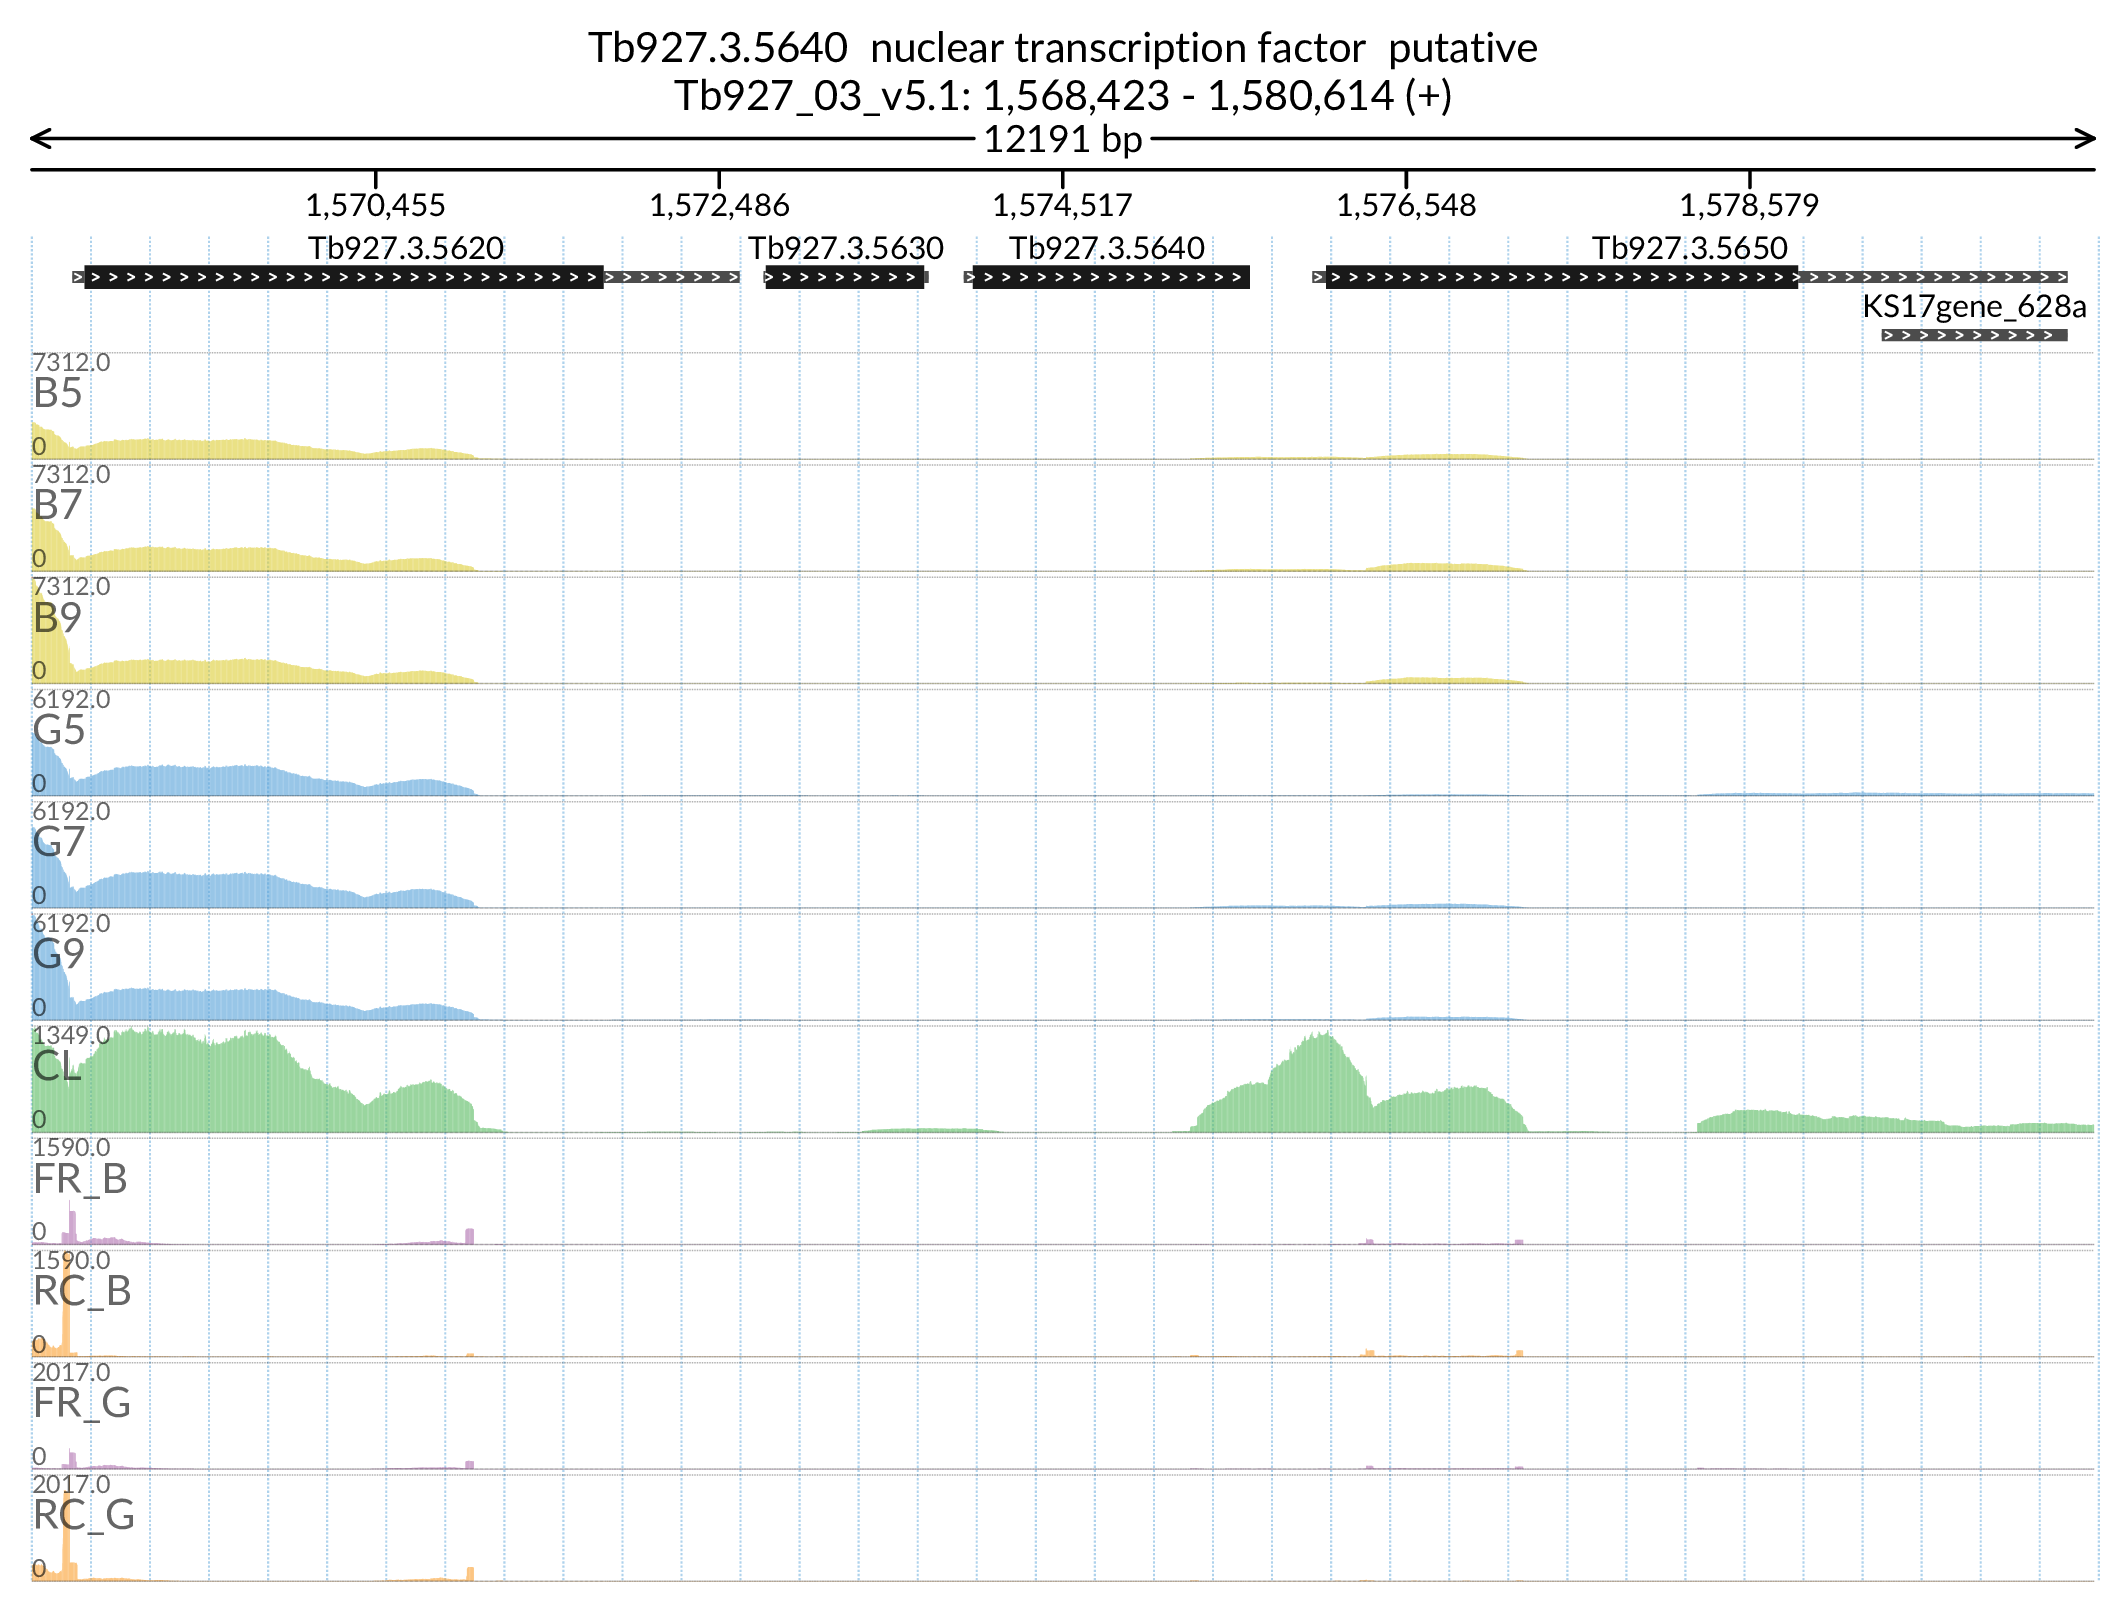 Tb927.3.5640  nuclear transcription factor  putative
Tb927_03_v5.1: 1,568,423 - 1,580,614 (+)
12191 bp
1,570,455 1,572,486 1,574,517 1,576,548 1,578,579
Tb927.3.5620 Tb927.3.5630 Tb927.3.5640 Tb927.3.5650
KS17gene_628a
7312.0
B5
0
7312.0
B7
0
7312.0
B9
0
6192.0
G5
0
6192.0
G7
0
6192.0
G9
0
1349.0
CL
0
1590.0
FR_B
0
1590.0
RC_B
0
2017.0
FR_G
0
2017.0
RC_G
0